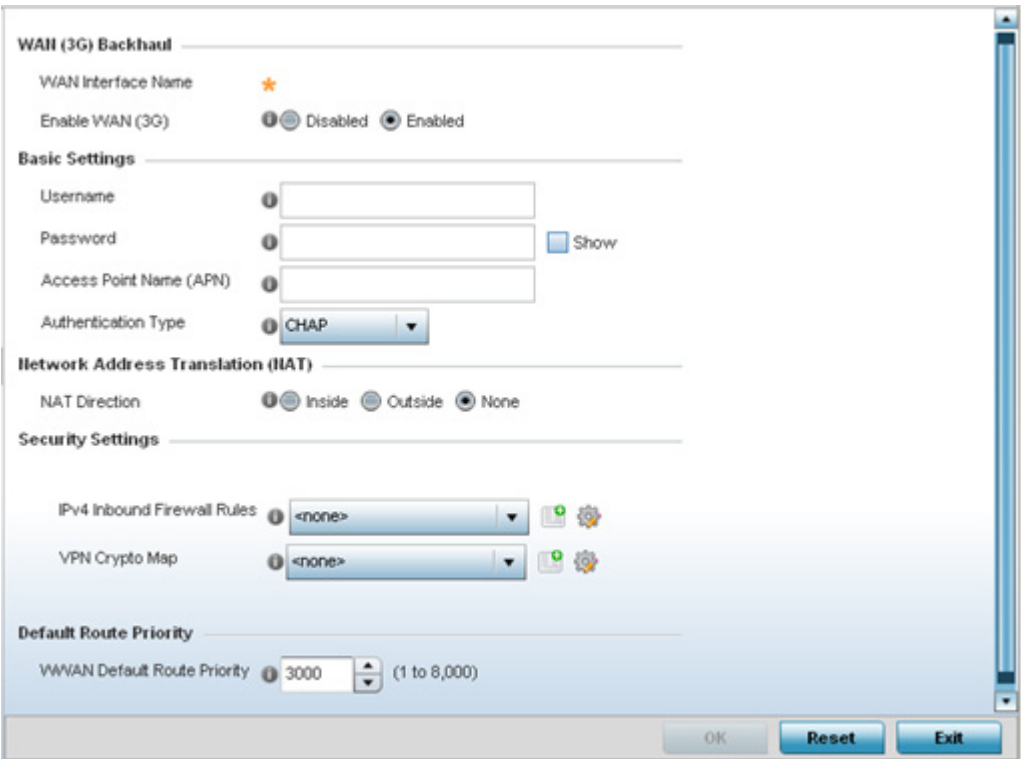 WAN (3G) Backhaul
WAN Interface Name *
Enable WAN (3G) Disabled Enabled
Basic Settings
Username
Password Show
Access Point Name (APN)
Authentication Type CHAP
Network Address Translation (NAT)
NAT Direction Inside Outside None
Security Settings
IPv4 Inbound Firewall Rules <none>
VPN Crypto Map <none>
Default Route Priority
WWAN Default Route Priority 3000 (1 to 8,000)
OK Reset Exit